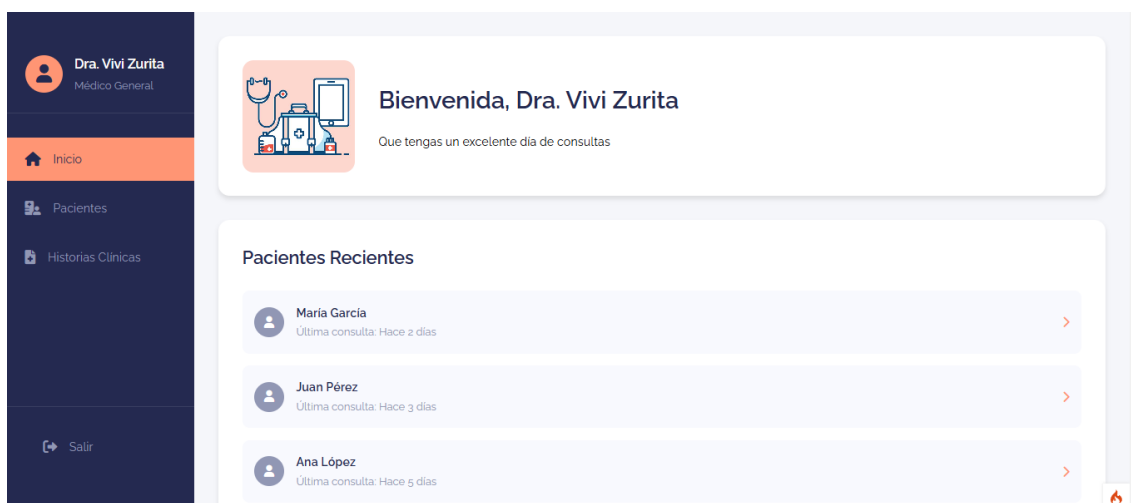 Dra. Vivi Zurita
Médico General
Inicio
Pacientes
Historias Clínicas
Salir
Bienvenida, Dra. Vivi Zurita
Que tengas un excelente día de consultas
Pacientes Recientes
María García
Última consulta: Hace 2 días
Juan Pérez
Última consulta: Hace 3 días
Ana López
Última consulta: Hace 5 días